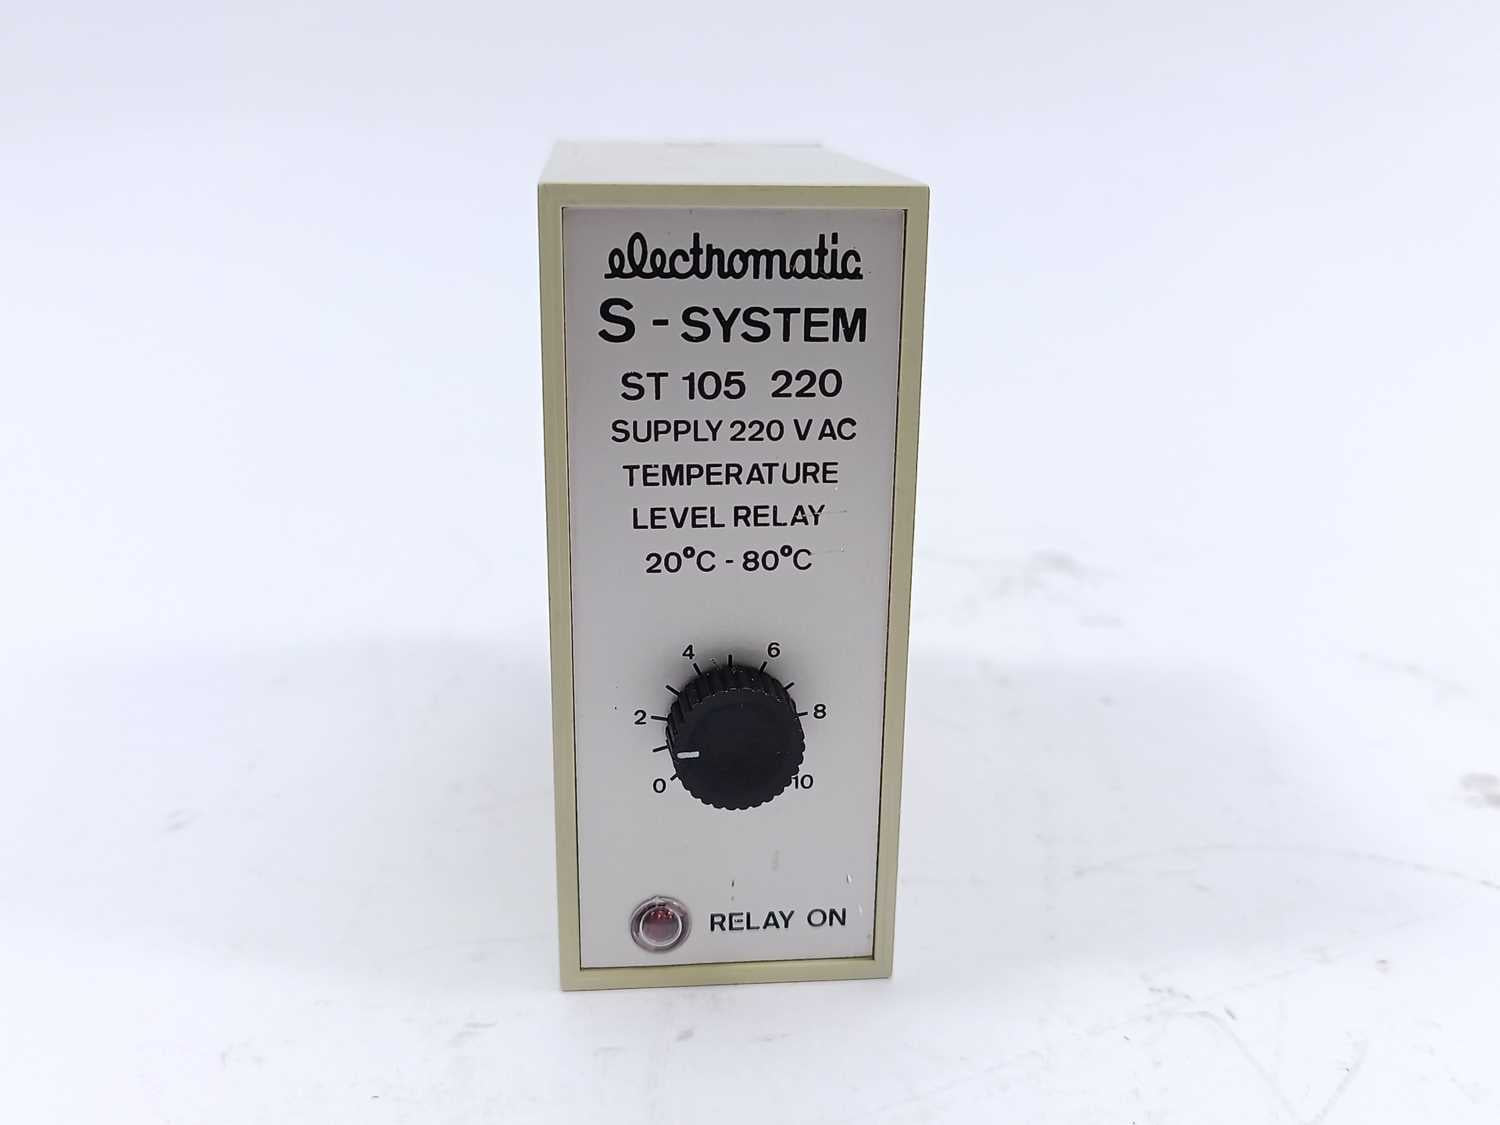 electromatic
S - SYSTEM
ST 105 220
SUPPLY 220 V AC
TEMPERATURE
LEVEL RELAY
20°C - 80°C
4 6
2 8
0 10
RELAY ON